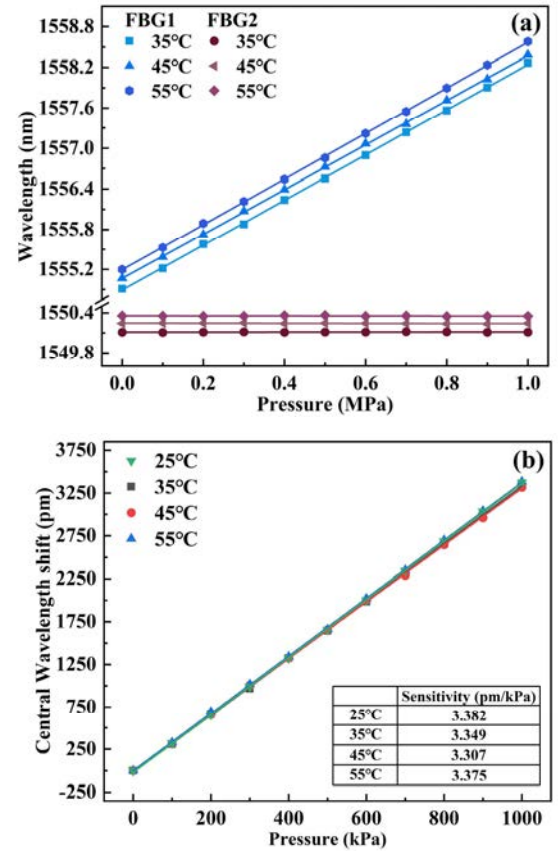 FBG1 FBG2 (a)
35°C 35°C
45°C 45°C
55°C 55°C
Wavelength (nm)
1558.8
1558.2
1557.6
1557.0
1556.4
1555.8
1555.2
1550.4
1549.8
0.0 0.2 0.4 0.6 0.8 1.0
Pressure (MPa)
(b)
25°C
35°C
45°C
55°C
Central Wavelength shift (pm)
3750
3250
2750
2250
1750
1250
750
250
-250
Sensitivity (pm/kPa)
25°C 3.382
35°C 3.349
45°C 3.307
55°C 3.375
0 200 400 600 800 1000
Pressure (kPa)